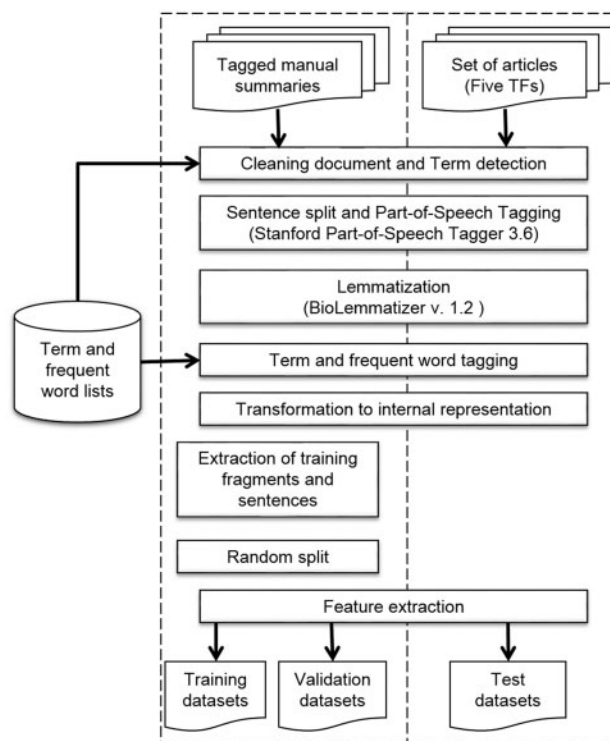 Tagged manual
summaries
Set of articles
(Five TFs)
Cleaning document and Term detection
Sentence split and Part-of-Speech Tagging
(Stanford Part-of-Speech Tagger 3.6)
Lemmatization
(BioLemmatizer v. 1.2 )
Term and
frequent
word lists
Term and frequent word tagging
Transformation to internal representation
Extraction of training
fragments and
sentences
Random split
Feature extraction
Training
datasets
Validation
datasets
Test
datasets